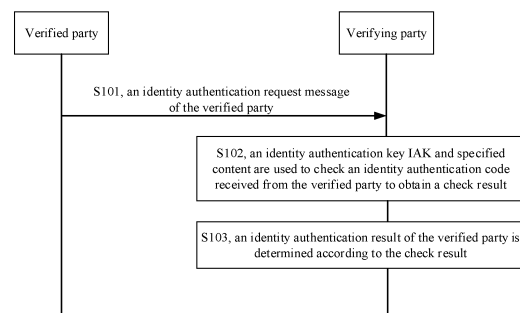 Verified party
Verifying party
S101, an identity authentication request message
of the verified party
S102, an identity authentication key IAK and specified
content are used to check an identity authentication code
received from the verified party to obtain a check result
S103, an identity authentication result of the verified party is
determined according to the check result